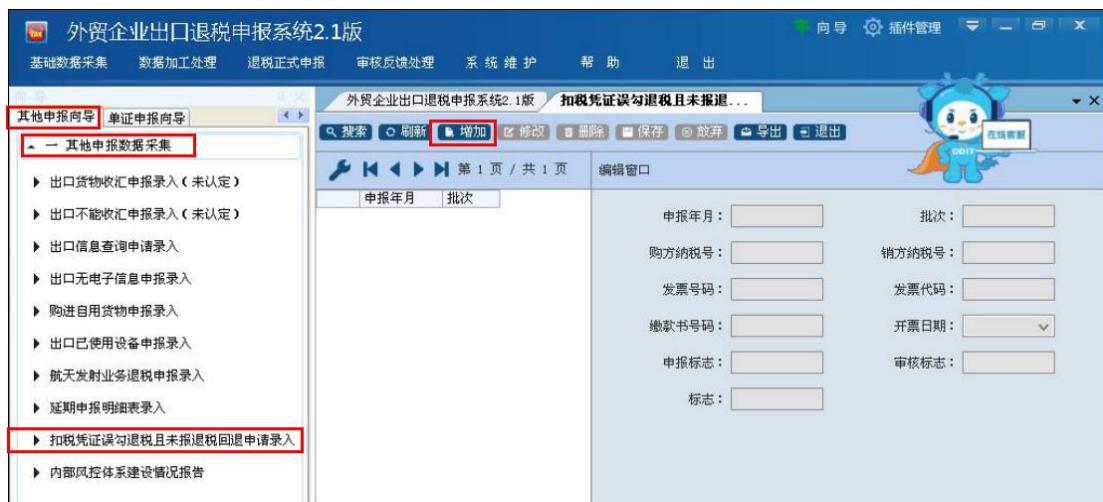 外贸企业出口退税申报系统2.1版
向导 插件管理
基础数据采集 数据加工处理 退税正式申报 审核反馈处理 系统维护 帮助 退出
向导
其他申报向导 单证申报向导
外贸企业出口退税申报系统2.1版 扣税凭证误勾退税且未报退...
一 其他申报数据采集
搜索 刷新 增加 修改 删除 保存 放弃 导出 退出
在线客服
DDIT
第 1 页 / 共 1 页 编辑窗口
出口货物收汇申报录入(未认定)
出口不能收汇申报录入(未认定)
出口信息查询申请录入
出口无电子信息申报录入
购进自用货物申报录入
出口已使用设备申报录入
航天发射业务退税申报录入
延期申报明细表录入
扣税凭证误勾退税且未报退税回退申请录入
内部风控体系建设情况报告
申报年月 批次
申报年月: 批次:
购方纳税号: 销方纳税号:
发票号码: 发票代码:
缴款书号码: 开票日期:
申报标志: 审核标志:
标志: